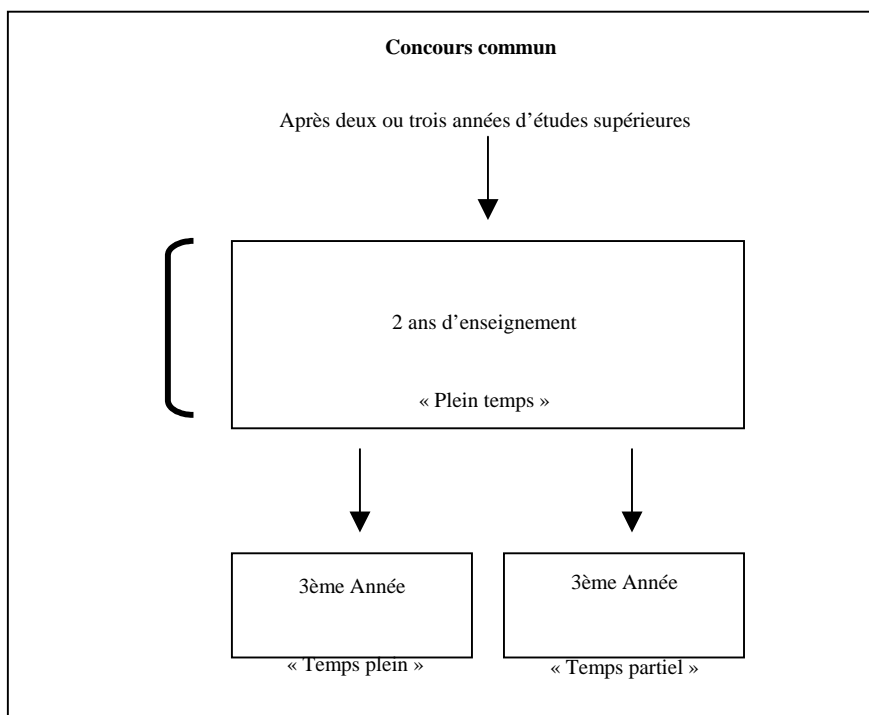 Concours commun
Après deux ou trois années d’études supérieures
2 ans d’enseignement
« Plein temps »
3ème Année
3ème Année
« Temps plein »
« Temps partiel »